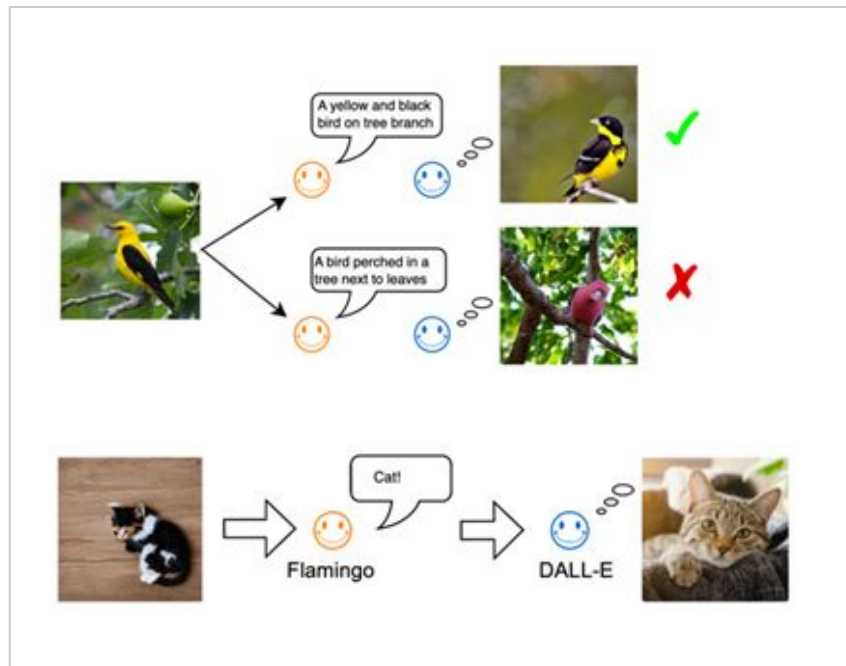 A yellow and black
bird on tree branch
A bird perched in a
tree next to leaves
Cat!
Flamingo
DALL-E